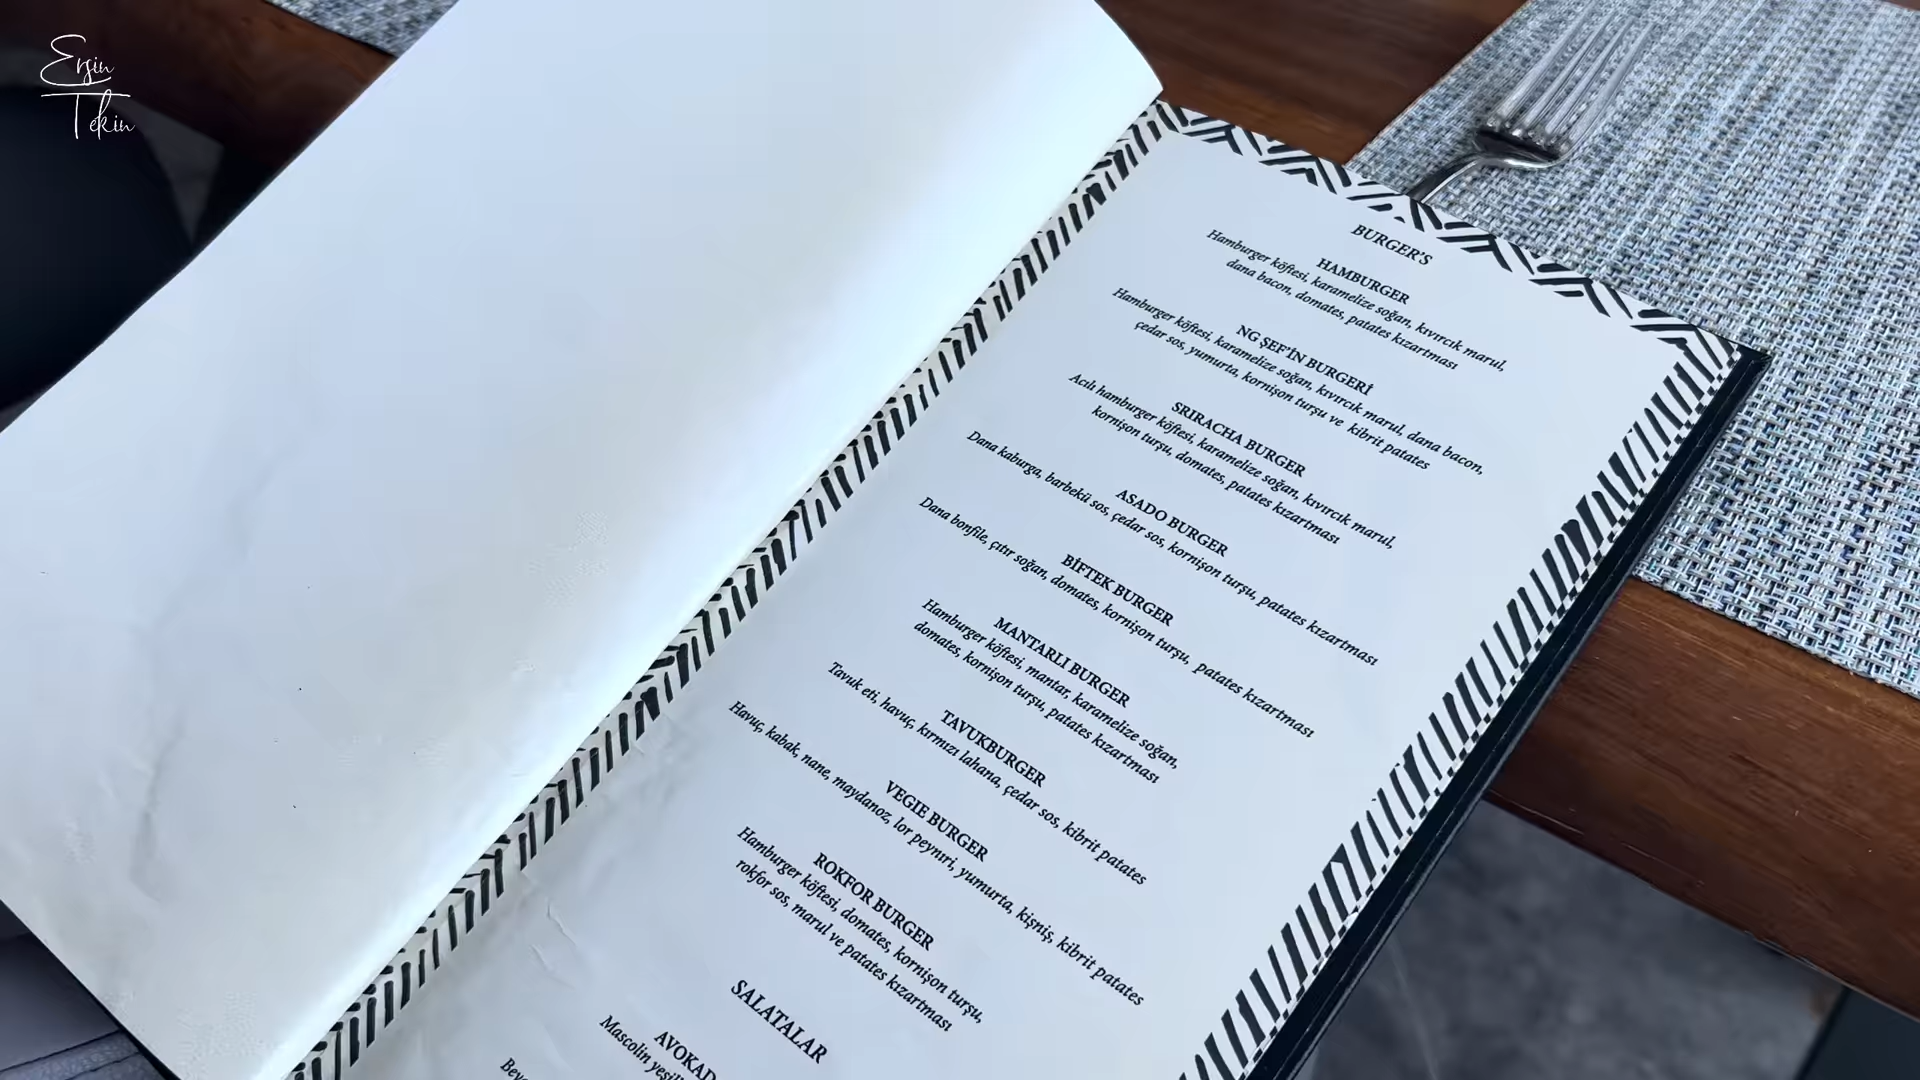 Ersin
Tekin
BURGER'S
HAMBURGER
Hamburger köftesi, karamelize soğan, kıvırcık marul,
dana bacon, domates, patates kızartması
NG ŞEF'İN BURGERİ
Hamburger köftesi, karamelize soğan, kıvırcık marul, dana bacon,
çedar sos, yumurta, kornişon turşu ve kibrit patates
SRIRACHA BURGER
Acılı hamburger köftesi, karamelize soğan, kıvırcık marul,
kornişon turşu, domates, patates kızartması
ASADO BURGER
Dana kaburga, barbekü sos, çedar sos, kornişon turşu, patates kızartması
BİFTEK BURGER
Dana bonfile, çıtır soğan, domates, kornişon turşu, patates kızartması
MANTARLI BURGER
Hamburger köftesi, mantar, karamelize soğan,
domates, kornişon turşu, patates kızartması
TAVUKBURGER
Tavuk eti, havuç, kırmızı lahana, çedar sos, kibrit patates
VEGIE BURGER
Havuç, kabak, nane, maydanoz, lor peynıri, yumurta, kişniş, kibrit patates
ROKFOR BURGER
Hamburger köftesi, domates, kornişon turşu,
rokfor sos, marul ve patates kızartması
SALATALAR
AVOKAD
Mascolin yeşil